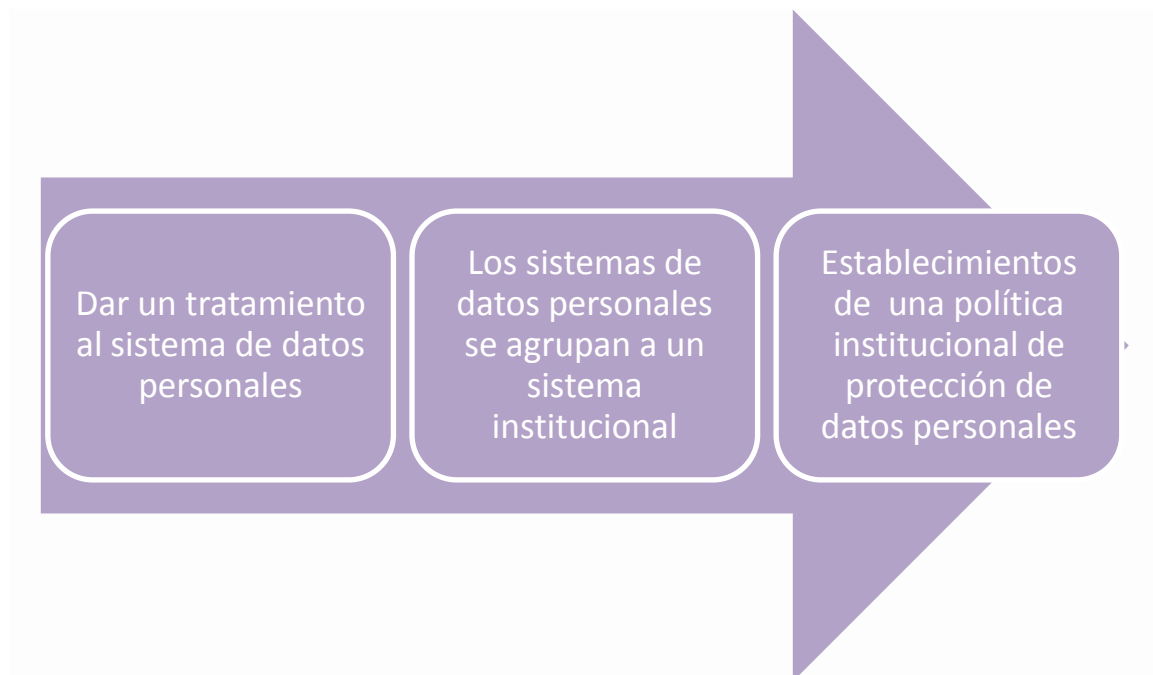 Dar un tratamiento
al sistema de datos
personales
Los sistemas de
datos personales
se agrupan a un
sistema
institucional
Establecimientos
de  una política
institucional de
protección de
datos personales